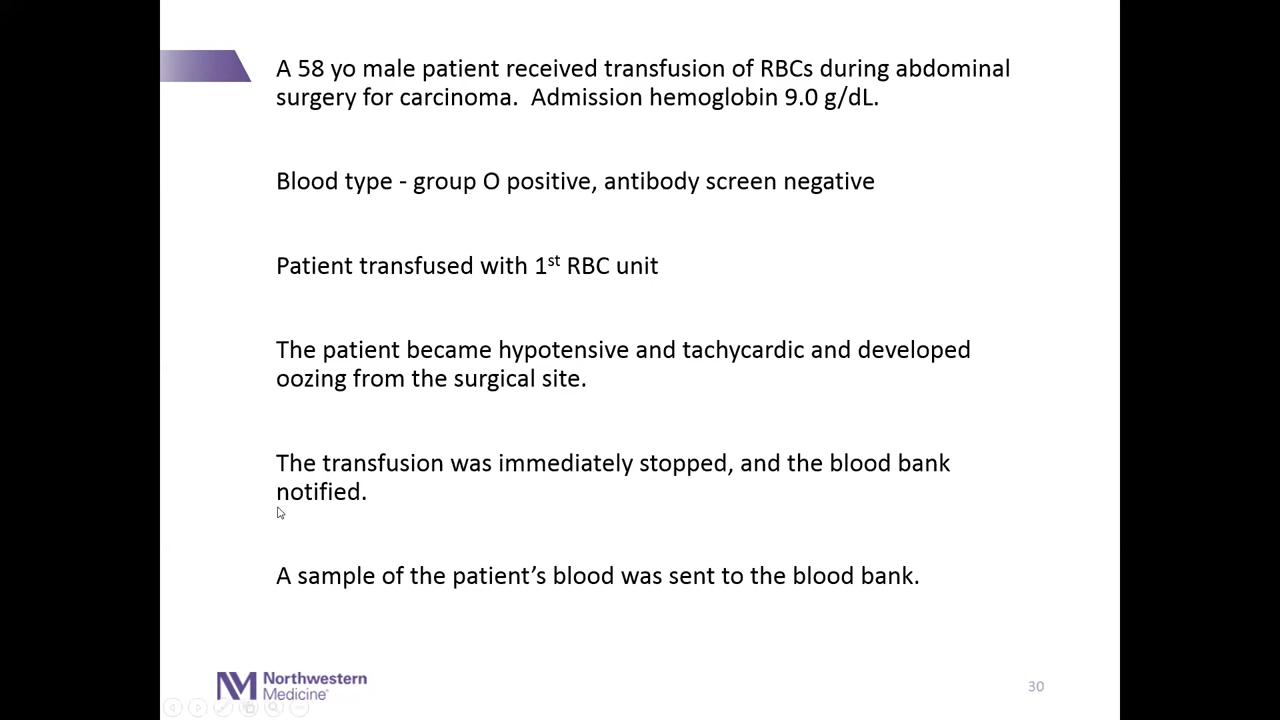 A 58 yo male patient received transfusion of RBCs during abdominal
surgery for carcinoma.  Admission hemoglobin 9.0 g/dL.
Blood type - group O positive, antibody screen negative
Patient transfused with 1st RBC unit
The patient became hypotensive and tachycardic and developed
oozing from the surgical site.
The transfusion was immediately stopped, and the blood bank
notified.
A sample of the patient’s blood was sent to the blood bank.
NM Northwestern
Medicine®
30